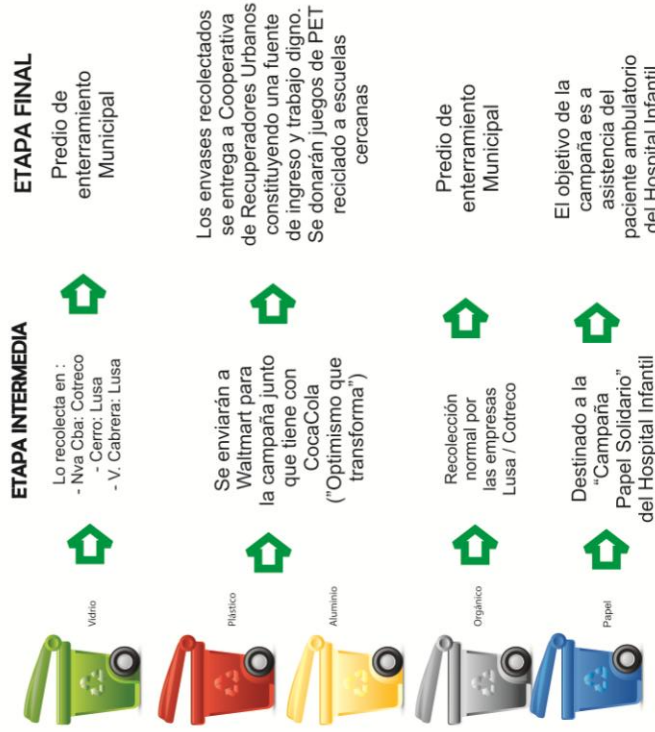 ETAPA INTERMEDIA
ETAPA FINAL
Vidrio
Lo recolecta en :
- Nva Cba: Cotreco
- Cerro: Lusa
- V. Cabrera: Lusa
Predio de
enterramiento
Municipal
Plástico
Aluminio
Se enviarán a
Walmart para
la campaña junto
que tiene con
CocaCola
("Optimismo que
transforma")
Los envases recolectados
se entrega a Cooperativa
de Recuperadores Urbanos
constituyendo una fuente
de ingreso y trabajo digno.
Se donarán juegos de PET
reciclado a escuelas
cercanas
Orgánico
Recolección
normal por
las empresas
Lusa / Cotreco
Predio de
enterramiento
Municipal
Papel
Destinado a la
“Campaña
Papel Solidario”
del Hospital Infantil
El objetivo de la
campaña es a
asistencia del
paciente ambulatorio
del Hospital Infantil